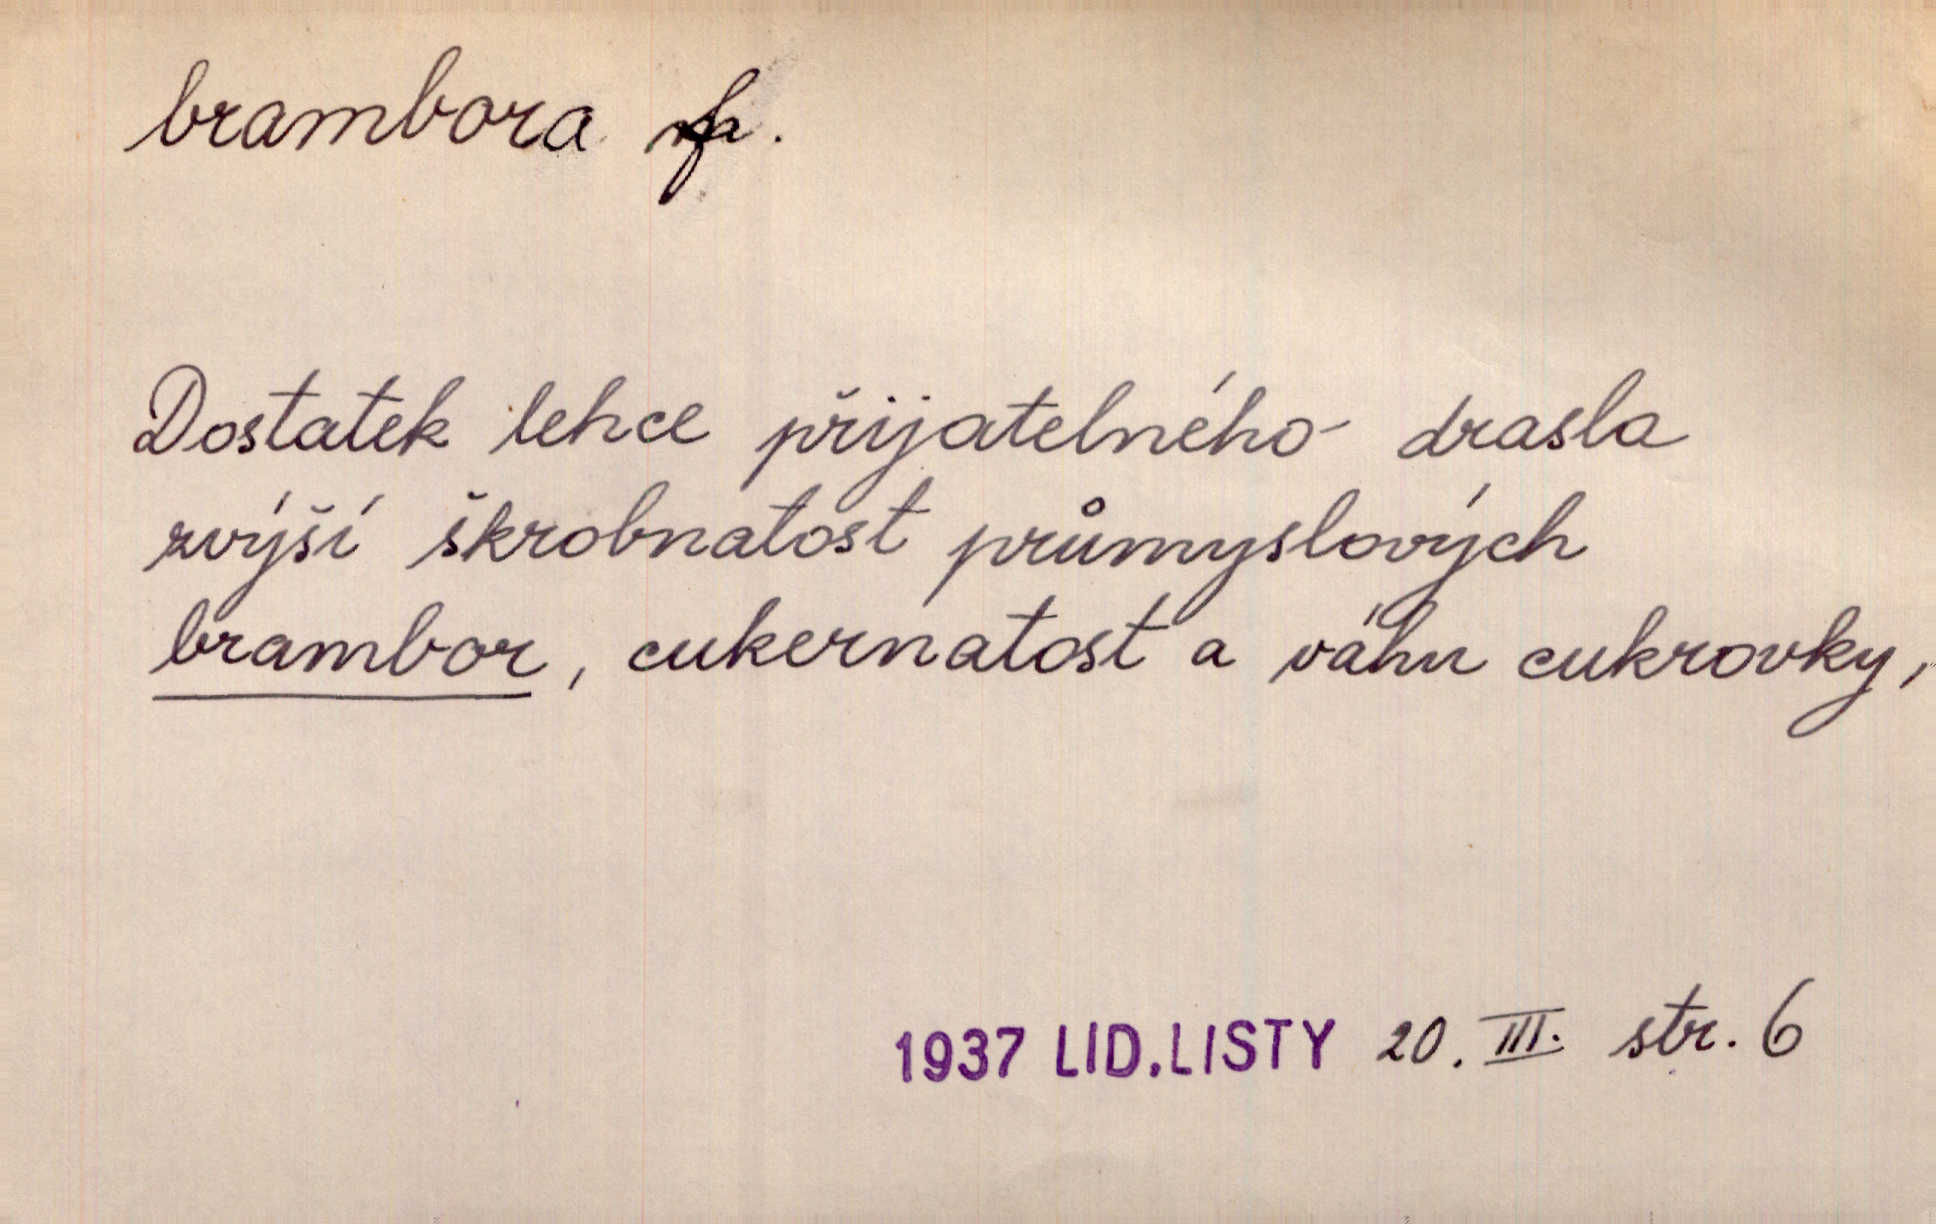 brambora f.
Dostatek lehce přijatelného drasla
zvýší škrobnatost průmyslových
brambor, cukernatost a váhu cukrovky,
1937 LID.LISTY 20. III. str. 6